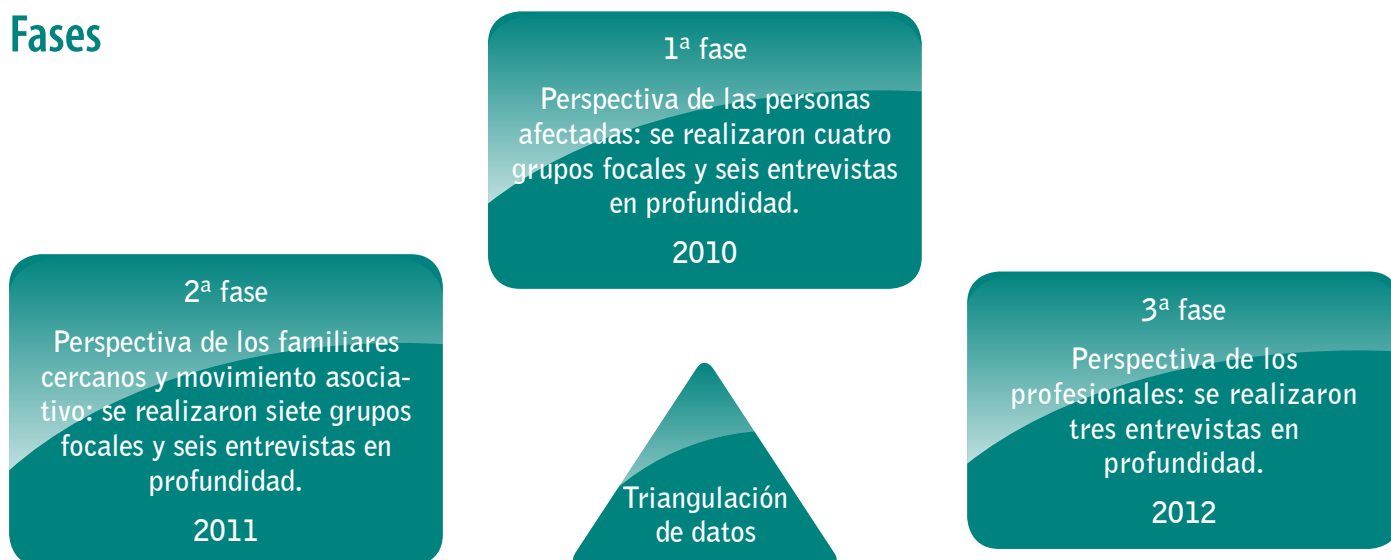 Fases
1ª fase
Perspectiva de las personas
afectadas: se realizaron cuatro
grupos focales y seis entrevistas
en profundidad.
2010
2ª fase
Perspectiva de los familiares
cercanos y movimiento asocia-
tivo: se realizaron siete grupos
focales y seis entrevistas en
profundidad.
2011
3ª fase
Perspectiva de los
profesionales: se realizaron
tres entrevistas en
profundidad.
2012
Triangulación
de datos